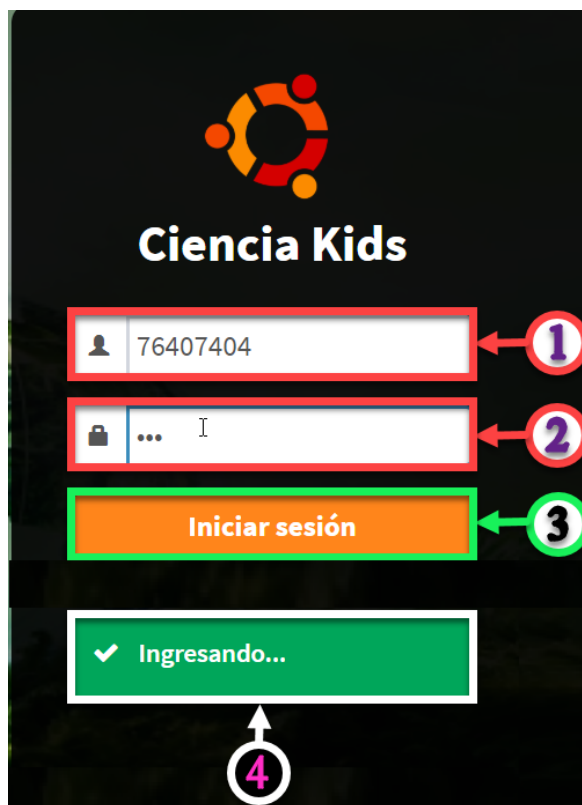 Ciencia Kids
76407404
1
•••
2
Iniciar sesión
3
Ingresando...
4